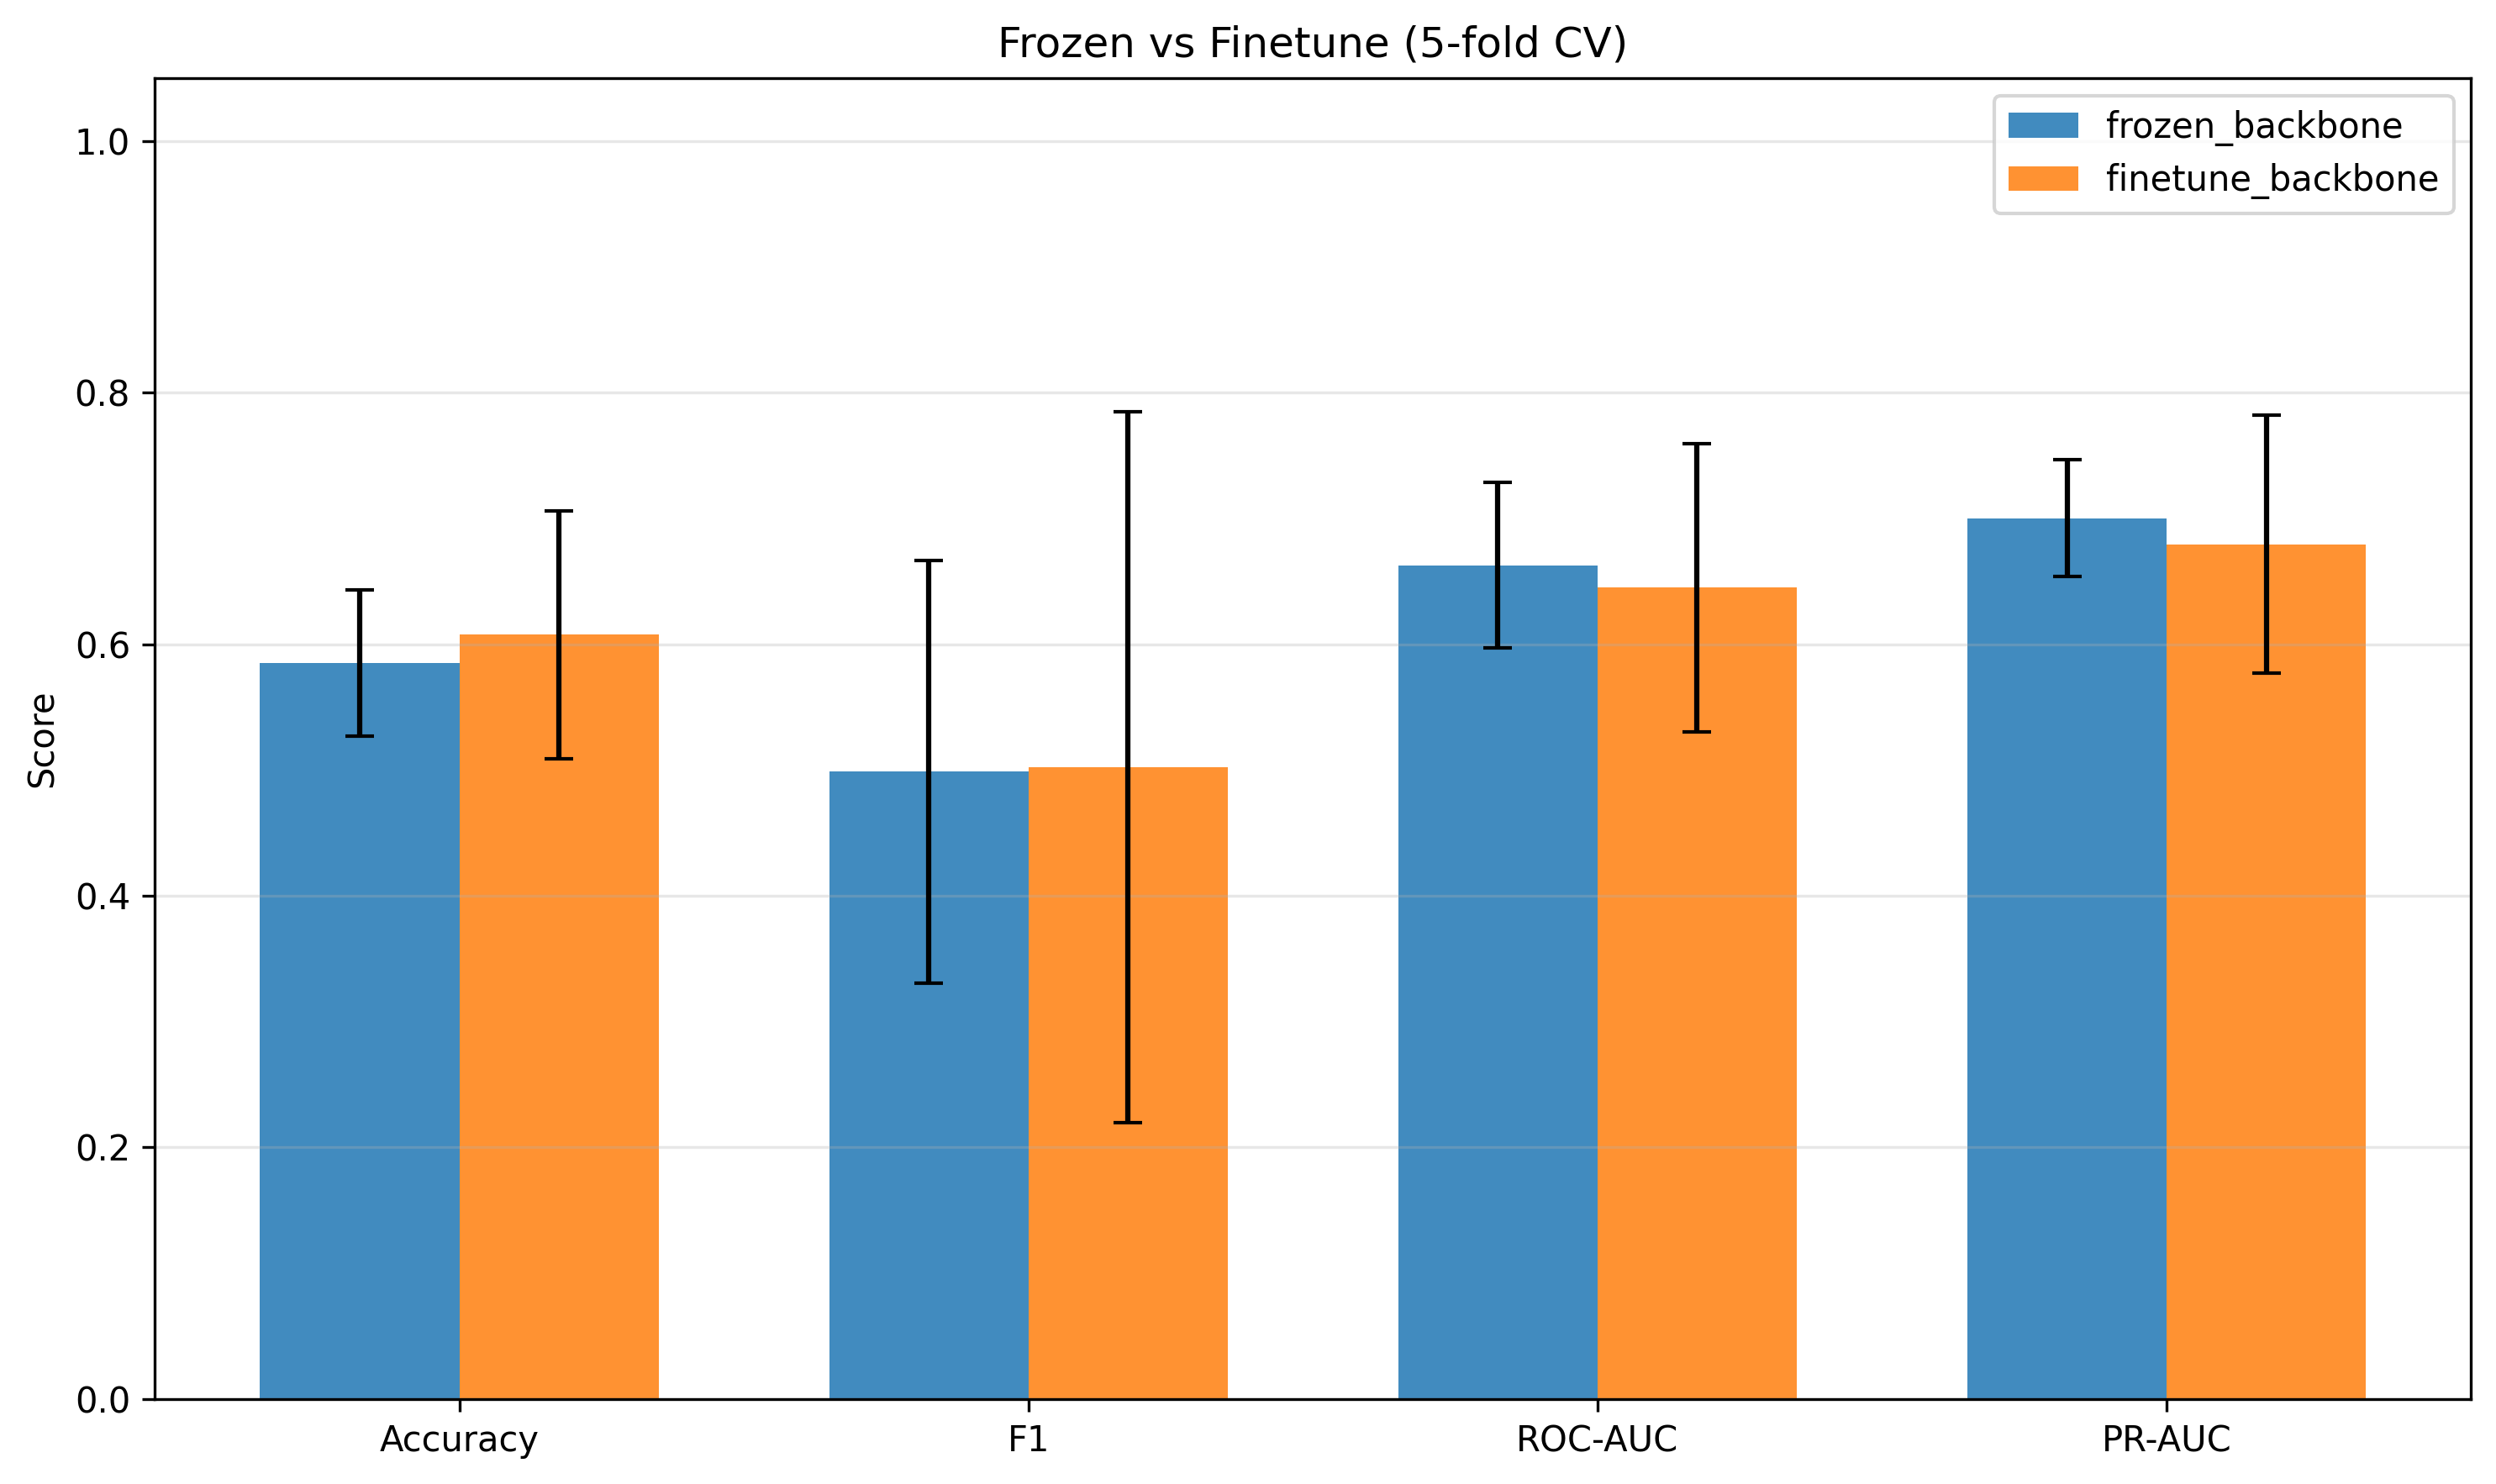 Frozen vs Finetune (5-fold CV)
frozen_backbone
finetune_backbone
Score
1.0
0.8
0.6
0.4
0.2
0.0
Accuracy
F1
ROC-AUC
PR-AUC